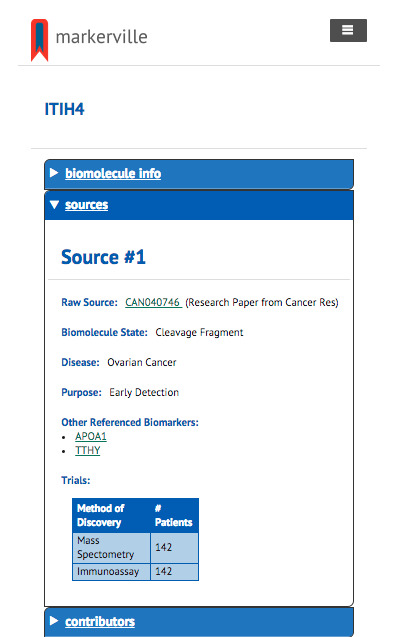 markerville
ITIH4
biomolecule info
sources
Source #1
Raw Source: CAN040746 (Research Paper from Cancer Res)
Biomolecule State: Cleavage Fragment
Disease: Ovarian Cancer
Purpose: Early Detection
Other Referenced Biomarkers:
• APOA1
• TTHY
Trials:
Method of #
Discovery Patients
Mass
Spectometry 142
Immunoassay 142
contributors